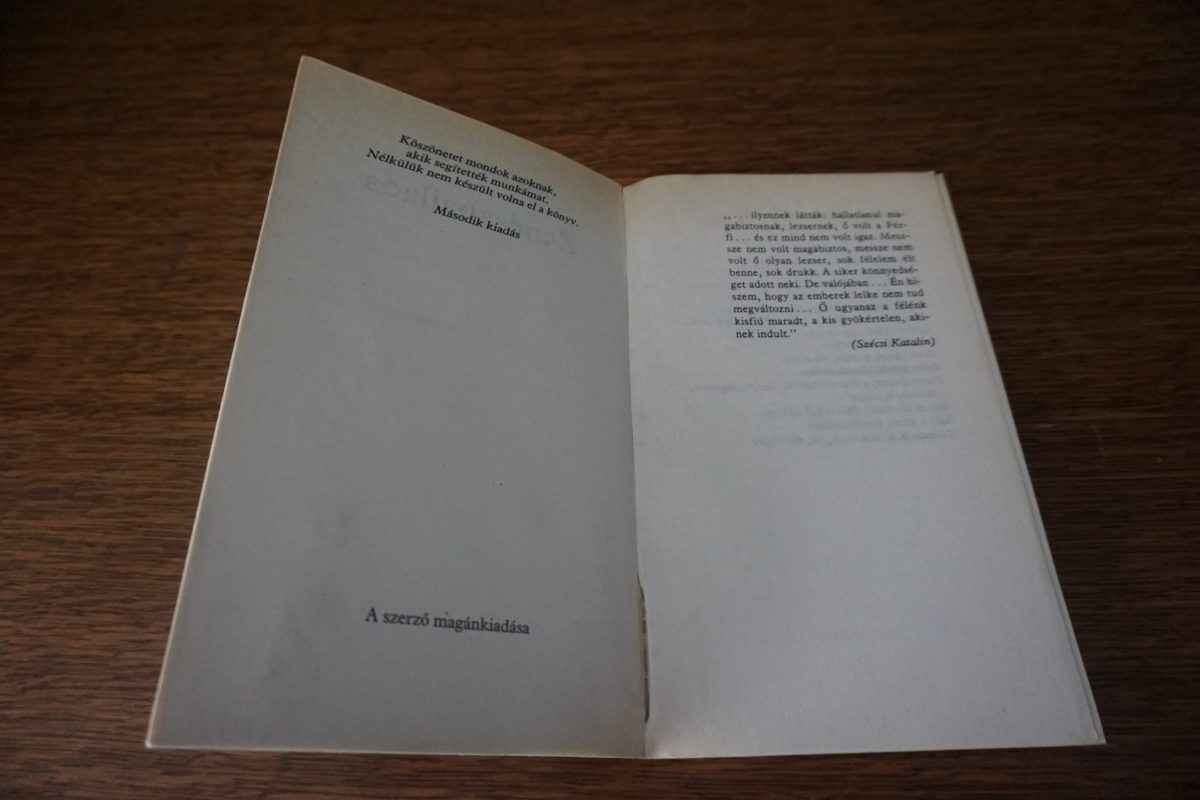 Köszönetet mondok azoknak,
akik segítették munkámat.
Nélkülük nem készült volna el a könyv.
Második kiadás
A szerző magánkiadása
„...ilyennek látták: hallatlanul ma-
gabiztosnak, lezsernek, ő volt a Fér-
fi... és ez mind nem volt igaz. Mesz-
sze nem volt magabiztos, messze nem
volt ő olyan lezser, sok félelem élt
benne, sok drukk. A siker könnyedsé-
get adott neki. De valójában... Én hi-
szem, hogy az emberek lelke nem tud
megváltozni... Ő ugyanaz a félénk
kisfiú maradt, a kis gyökértelen, aki-
nek indult."
(Szécsi Katalin)